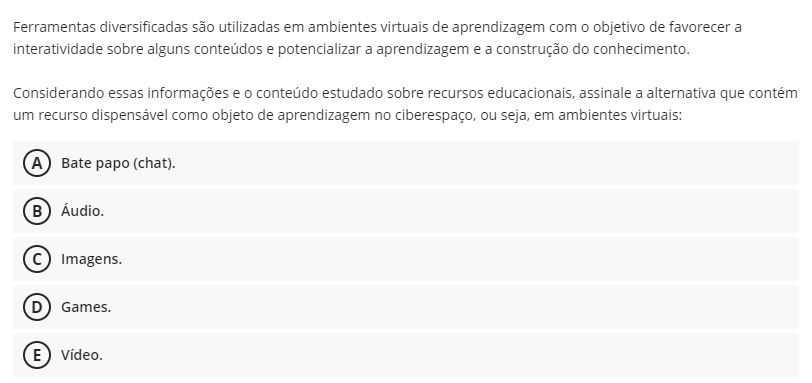 Ferramentas diversificadas são utilizadas em ambientes virtuais de aprendizagem com o objetivo de favorecer a
interatividade sobre alguns conteúdos e potencializar a aprendizagem e a construção do conhecimento.
Considerando essas informações e o conteúdo estudado sobre recursos educacionais, assinale a alternativa que contém
um recurso dispensável como objeto de aprendizagem no ciberespaço, ou seja, em ambientes virtuais:
A Bate papo (chat).
B Áudio.
C Imagens.
D Games.
E Vídeo.